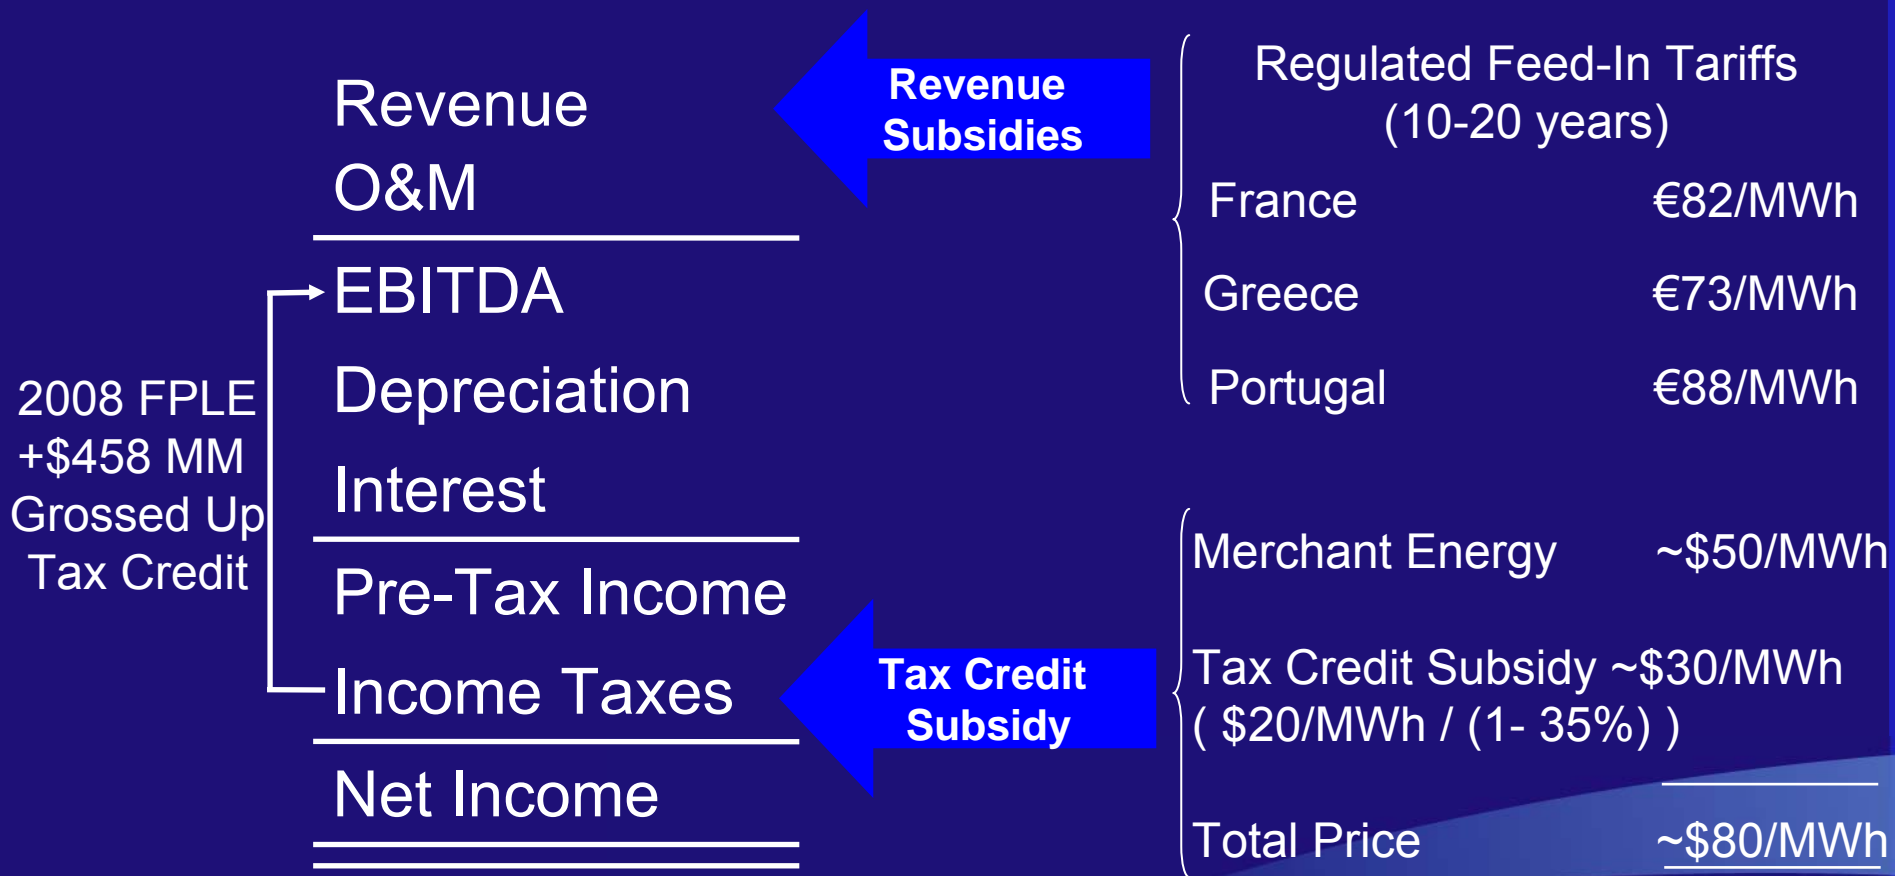 2008 FPLE
+$458 MM
Grossed Up
Tax Credit
Revenue
O&M
EBITDA
Depreciation
Interest
Pre-Tax Income
Income Taxes
Net Income
Revenue
Subsidies
Regulated Feed-In Tariffs
(10-20 years)
France €82/MWh
Greece €73/MWh
Portugal €88/MWh
Tax Credit
Subsidy
Merchant Energy ~$50/MWh
Tax Credit Subsidy ~$30/MWh
( $20/MWh / (1- 35%) )
Total Price ~$80/MWh